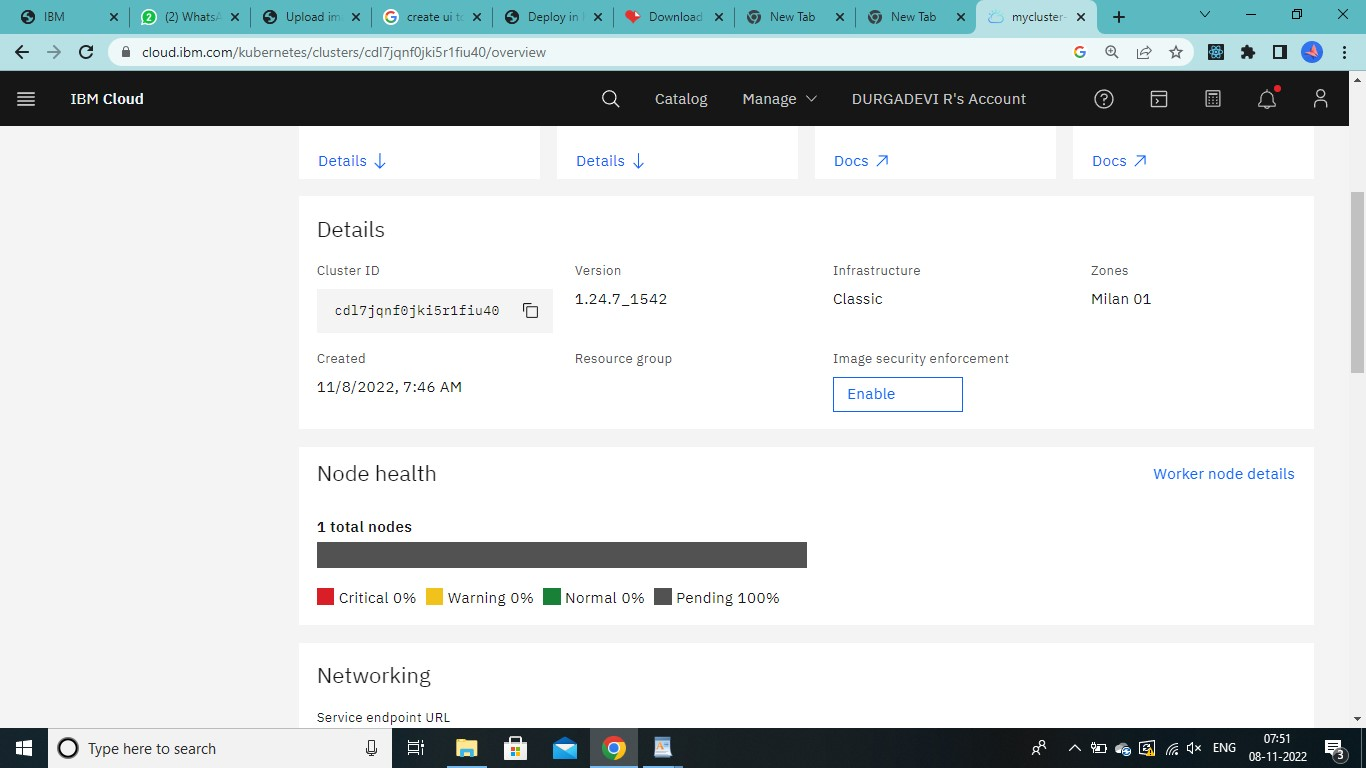 IBM
(2) WhatsA
Upload im
create ui to
Deploy in
Download
New Tab
New Tab
mycluster-
cloud.ibm.com/kubernetes/clusters/cdl7jqnf0jki5r1fiu40/overview
IBM Cloud
Catalog
Manage
DURGADEVI R's Account
Details
Details
Docs
Docs
Details
Cluster ID
Version
Infrastructure
Zones
cdl7jqnf0jki5r1fiu40
1.24.7_1542
Classic
Milan 01
Created
Resource group
Image security enforcement
11/8/2022, 7:46 AM
Enable
Node health
Worker node details
1 total nodes
Critical 0% Warning 0% Normal 0% Pending 100%
Networking
Service endpoint URL
Type here to search
ENG
07:51
08-11-2022
3